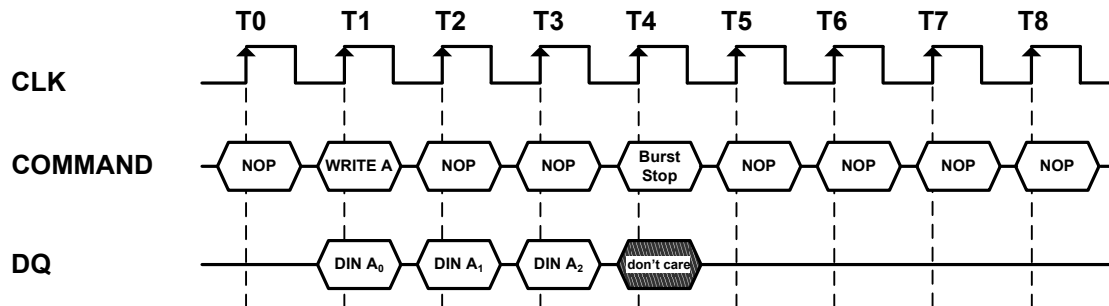 T0 T1 T2 T3 T4 T5 T6 T7 T8
CLK
COMMAND NOP WRITE A NOP NOP Burst Stop NOP NOP NOP NOP
DQ DIN A₀ DIN A₁ DIN A₂ don't care